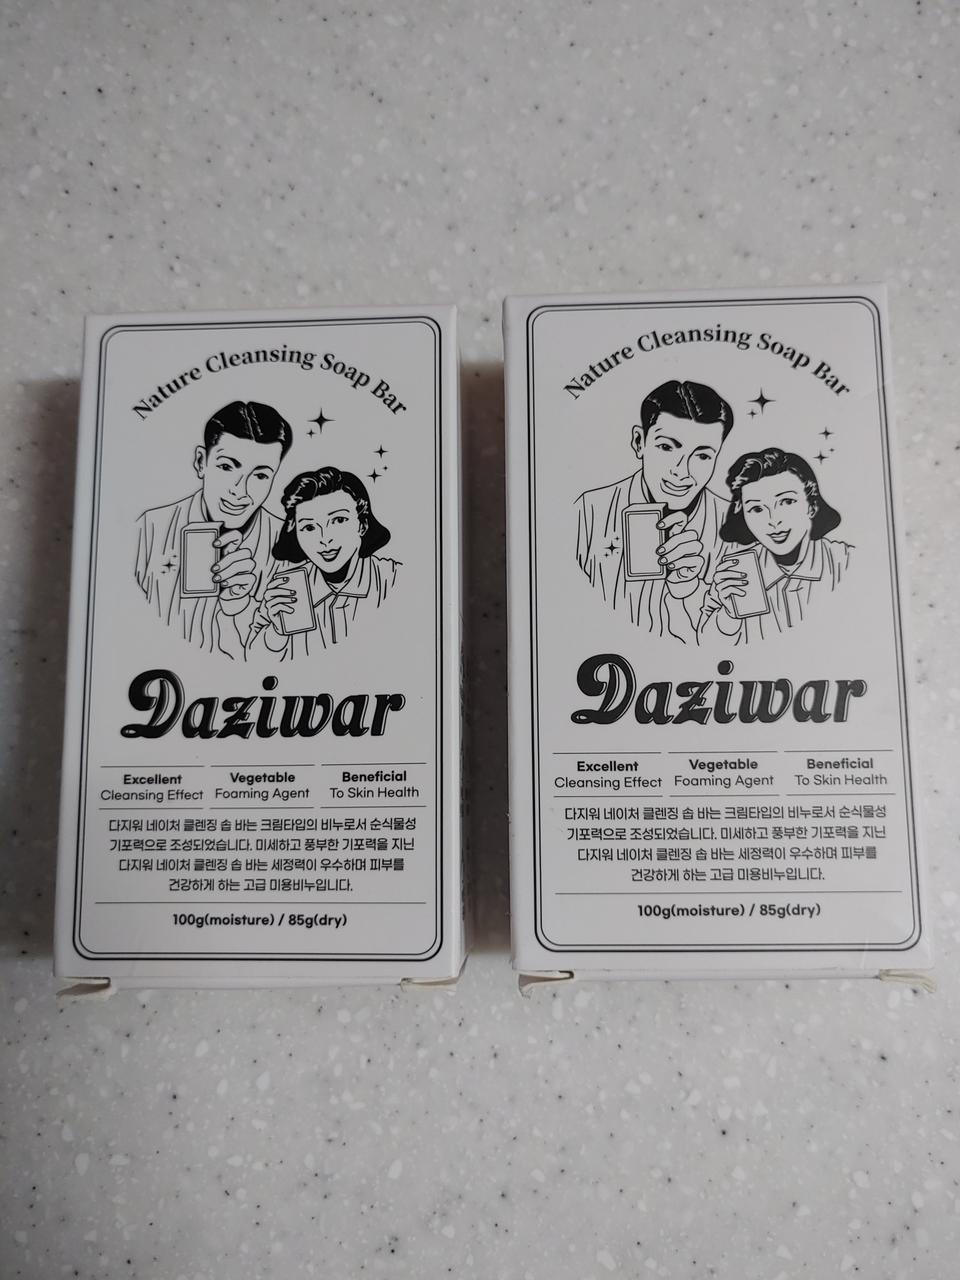 Nature Cleansing Soap Bar
Daziwar
Excellent
Cleansing Effect
Vegetable
Foaming Agent
Beneficial
To Skin Health
다지워 네이처 클렌징 솝 바는 크림타입의 비누로서 순식물성
기포력으로 조성되었습니다. 미세하고 풍부한 기포력을 지닌
다지워 네이처 클렌징 솝 바는 세정력이 우수하며 피부를
건강하게 하는 고급 미용비누입니다.
100g(moisture) / 85g(dry)
Nature Cleansing Soap Bar
Daziwar
Excellent
Cleansing Effect
Vegetable
Foaming Agent
Beneficial
To Skin Health
다지워 네이처 클렌징 솝 바는 크림타입의 비누로서 순식물성
기포력으로 조성되었습니다. 미세하고 풍부한 기포력을 지닌
다지워 네이처 클렌징 솝 바는 세정력이 우수하며 피부를
건강하게 하는 고급 미용비누입니다.
100g(moisture) / 85g(dry)